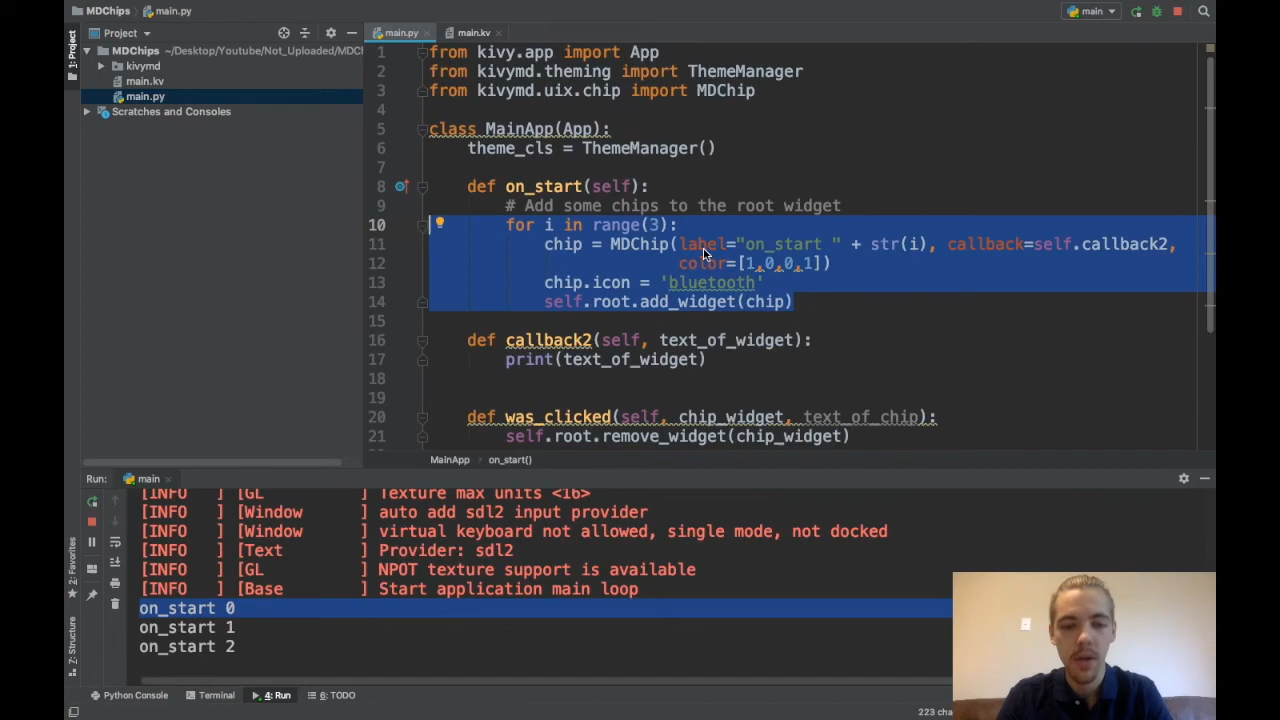 MDChips
main.py
main
Project
main.py
main.kv
1: Project
MDChips ~/Desktop/Youtube/Not_Uploaded/MDC
kivymd
main.kv
main.py
Scratches and Consoles
1 from kivy.app import App
2 from kivymd.theming import ThemeManager
3 from kivymd.uix.chip import MDChip
4
5 class MainApp(App):
6 theme_cls = ThemeManager()
7
8 def on_start(self):
9 # Add some chips to the root widget
10 for i in range(3):
11 chip = MDChip(label="on_start " + str(i), callback=self.callback2,
12 color=[1,0,0,1])
13 chip.icon = 'bluetooth'
14 self.root.add_widget(chip)
15
16 def callback2(self, text_of_widget):
17 print(text_of_widget)
18
19
20 def was_clicked(self, chip_widget, text_of_chip):
21 self.root.remove_widget(chip_widget)
MainApp
on_start()
Run:
main
[INFO ] [GL ] Texture max units <16>
[INFO ] [Window ] auto add sdl2 input provider
[INFO ] [Window ] virtual keyboard not allowed, single mode, not docked
[INFO ] [Text ] Provider: sdl2
[INFO ] [GL ] NPOT texture support is available
[INFO ] [Base ] Start application main loop
on_start 0
on_start 1
on_start 2
2: Favorites
7: Structure
Python Console
Terminal
4: Run
6: TODO
223 cha